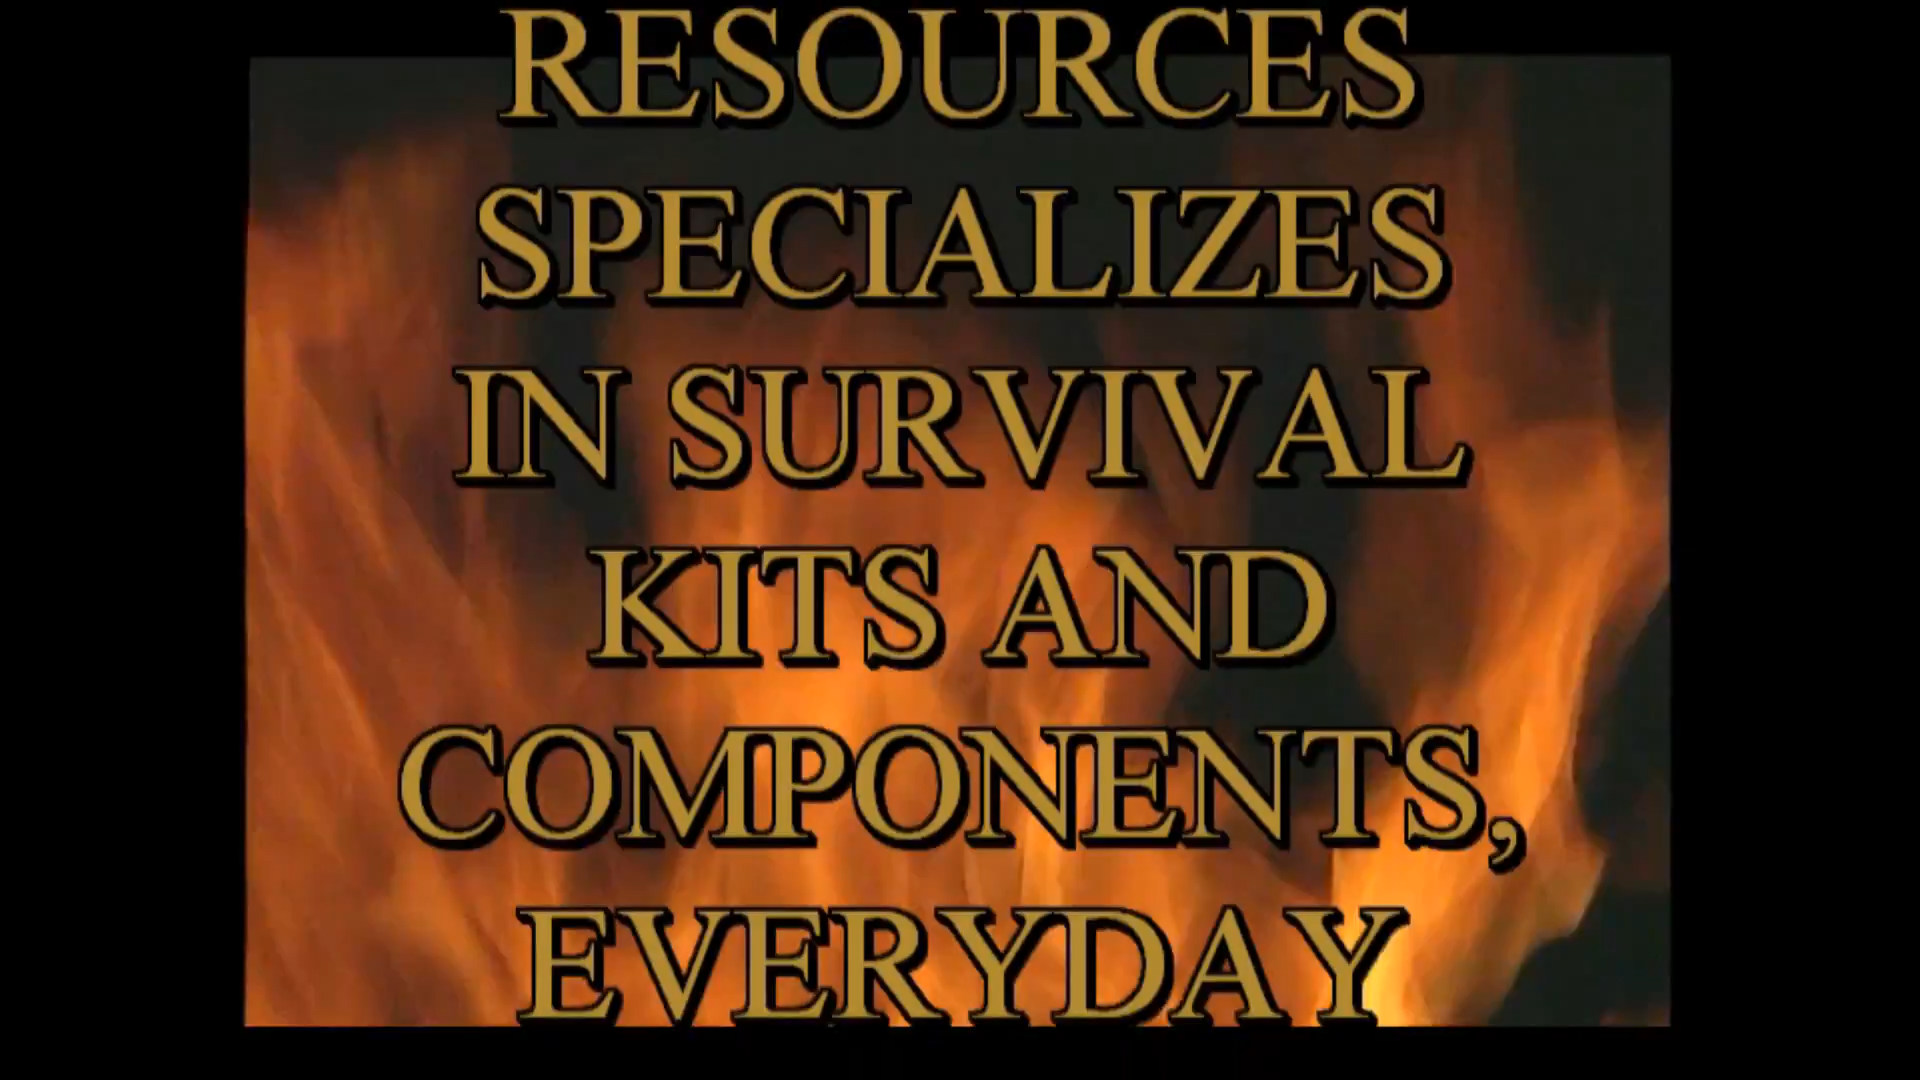 RESOURCES
SPECIALIZES
IN SURVIVAL
KITS AND
COMPONENTS,
EVERYDAY